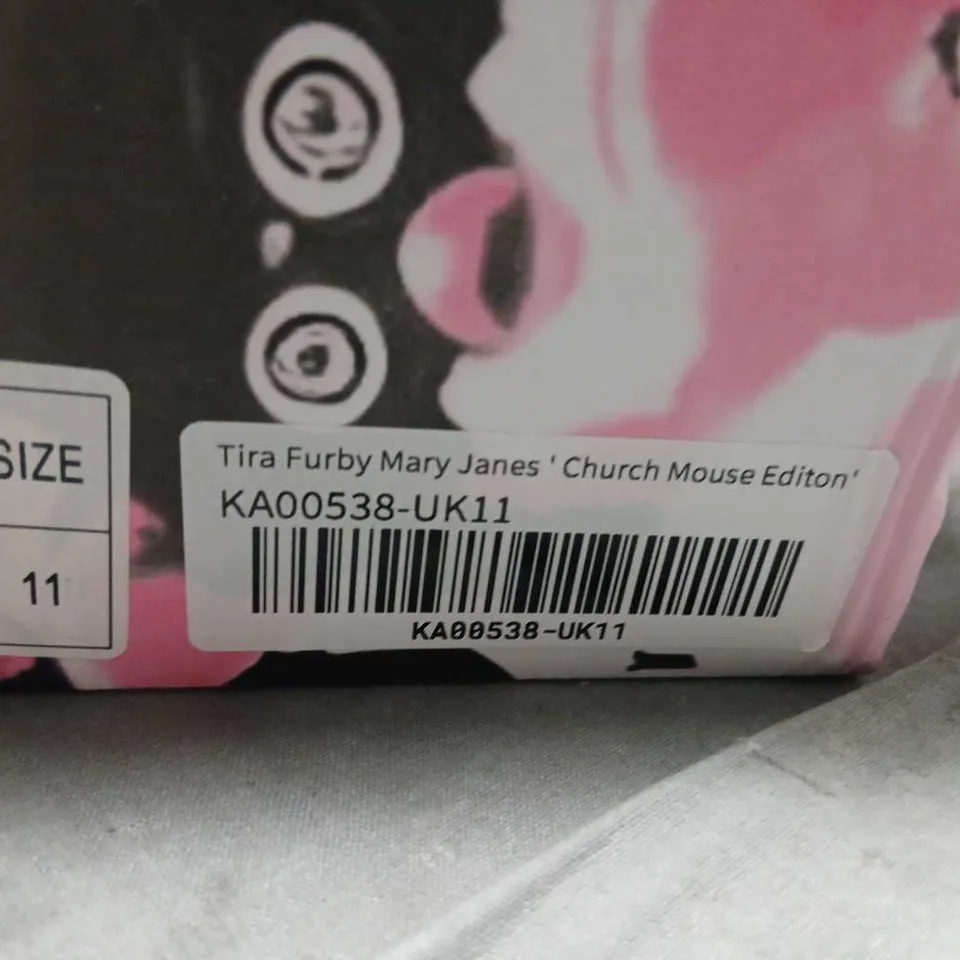 SIZE
11
Tira Furby Mary Janes ' Church Mouse Editon'
KA00538-UK11
KA00538-UK11